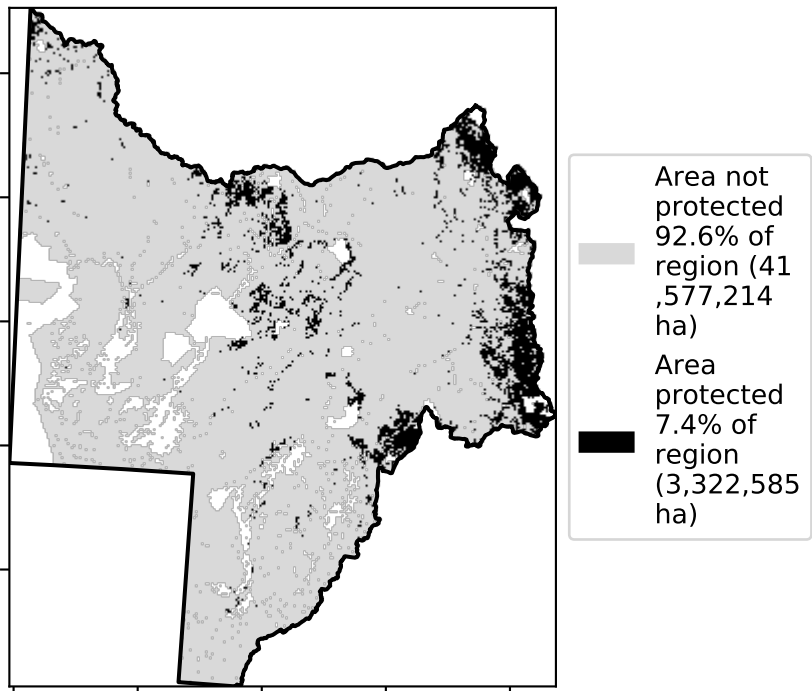 Area not
protected
92.6% of
region (41
,577,214
ha)
Area
protected
7.4% of
region
(3,322,585
ha)